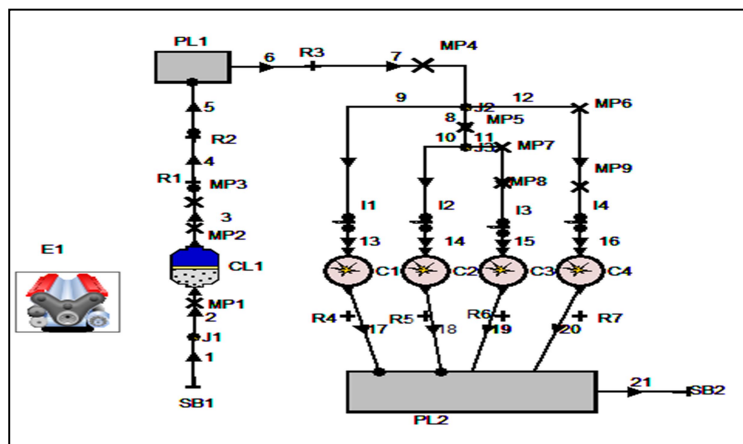 PL1
6
R3
7
MP4
9
J2
12
MP6
5
8
MP5
R2
10
11
J3
MP7
4
R1
MP3
MP8
MP9
3
I1
I2
I3
I4
MP2
13
14
15
16
E1
CL1
C1
C2
C3
C4
MP1
2
R4
17
R5
18
R6
19
20
R7
J1
1
SB1
21
SB2
PL2